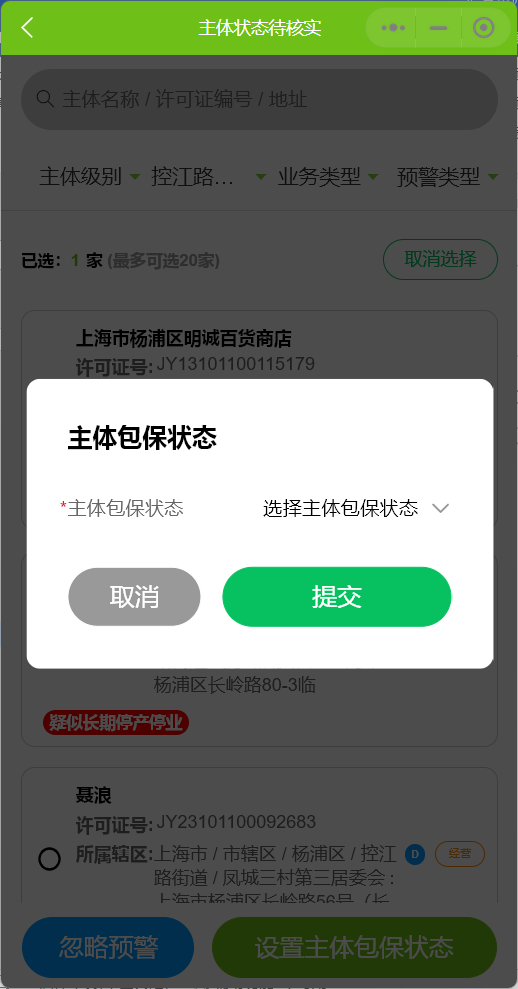 主体状态待核实
主体名称 / 许可证编号 / 地址
主体级别 控江路... 业务类型 预警类型
已选：1 家 (最多可选20家) 取消选择
上海市杨浦区明诚百货商店
许可证号: JY13101100115179
主体包保状态
*主体包保状态 选择主体包保状态
取消 提交
杨浦区长岭路80-3临
疑似长期停产停业
聂浪
许可证号: JY23101100092683
所属辖区: 上海市 / 市辖区 / 杨浦区 / 控江 D 经营
路街道 / 凤城三村第三居委会 :
上海市杨浦区长岭路56号（长
忽略预警 设置主体包保状态